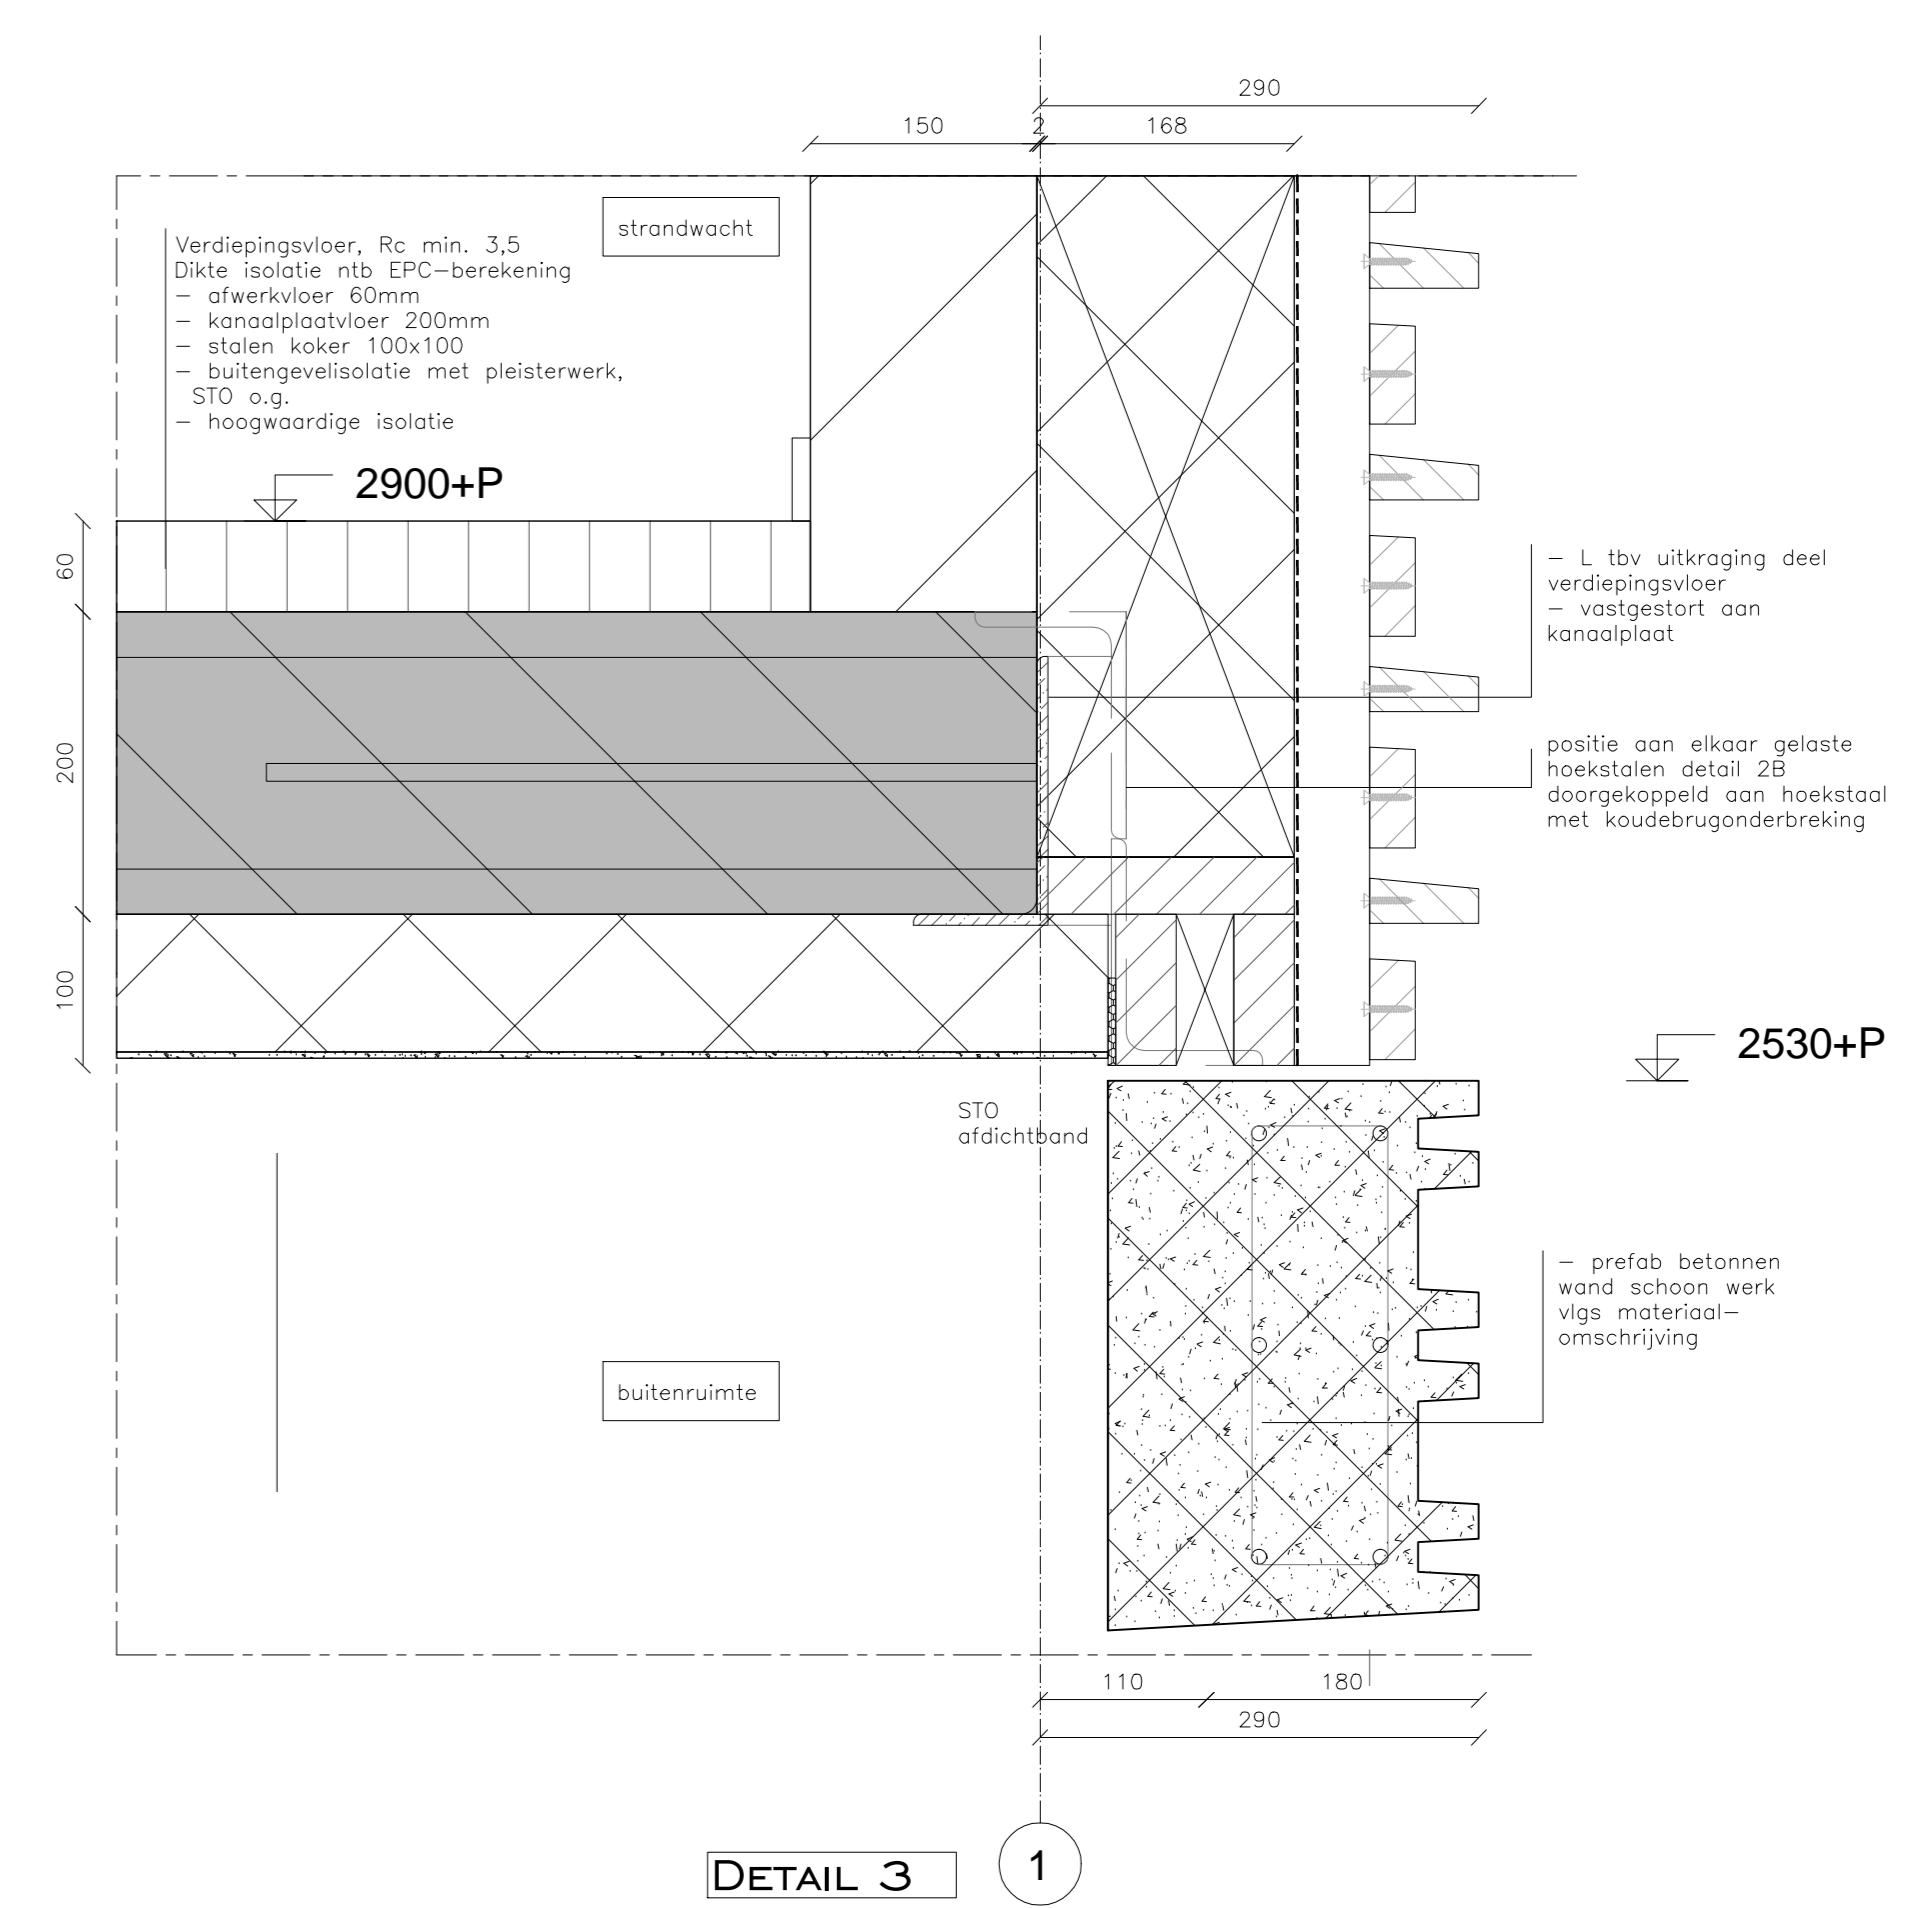 290
150
2
168
strandwacht
Verdiepingsvloer, Rc min. 3,5
Dikte isolatie ntb EPC-berekening
- afwerkvloer 60mm
- kanaalplaatvloer 200mm
- stalen koker 100x100
- buitengevelisolatie met pleisterwerk,
STO o.g.
- hoogwaardige isolatie
2900+P
60
200
100
- L tbv uitkraging deel
verdiepingsvloer
- vastgestort aan
kanaalplaat
positie aan elkaar gelaste
hoekstalen detail 2B
doorgekoppeld aan hoekstaal
met koudebrugonderbreking
2530+P
STO
afdichtband
- prefab betonnen
wand schoon werk
vlgs materiaal-
omschrijving
buitenruimte
110
180
290
DETAIL 3
1